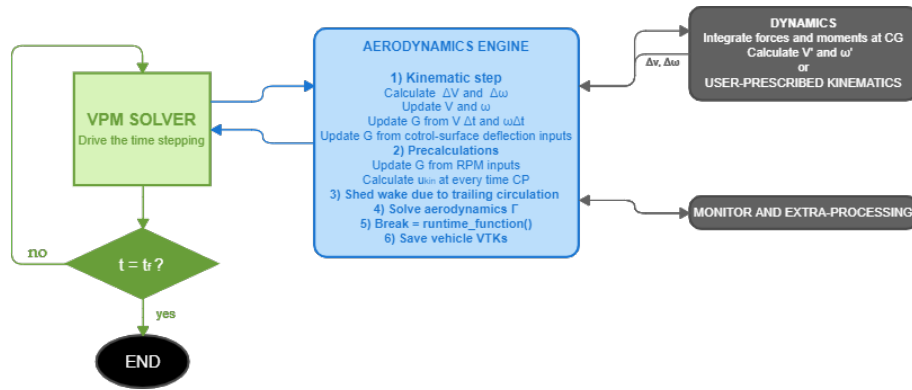 VPM SOLVER
Drive the time stepping
t = tf ?
no
yes
END
AERODYNAMICS ENGINE
1) Kinematic step
Calculate ΔV and Δω
Update V and ω
Update G from V Δt and ωΔt
Update G from cotrol-surface deflection inputs
2) Precalculations
Update G from RPM inputs
Calculate ukin at every time CP
3) Shed wake due to trailing circulation
4) Solve aerodynamics Γ
5) Break = runtime_function()
6) Save vehicle VTKs
Δv, Δω
DYNAMICS
Integrate forces and moments at CG
Calculate V' and ω'
or
USER-PRESCRIBED KINEMATICS
MONITOR AND EXTRA-PROCESSING